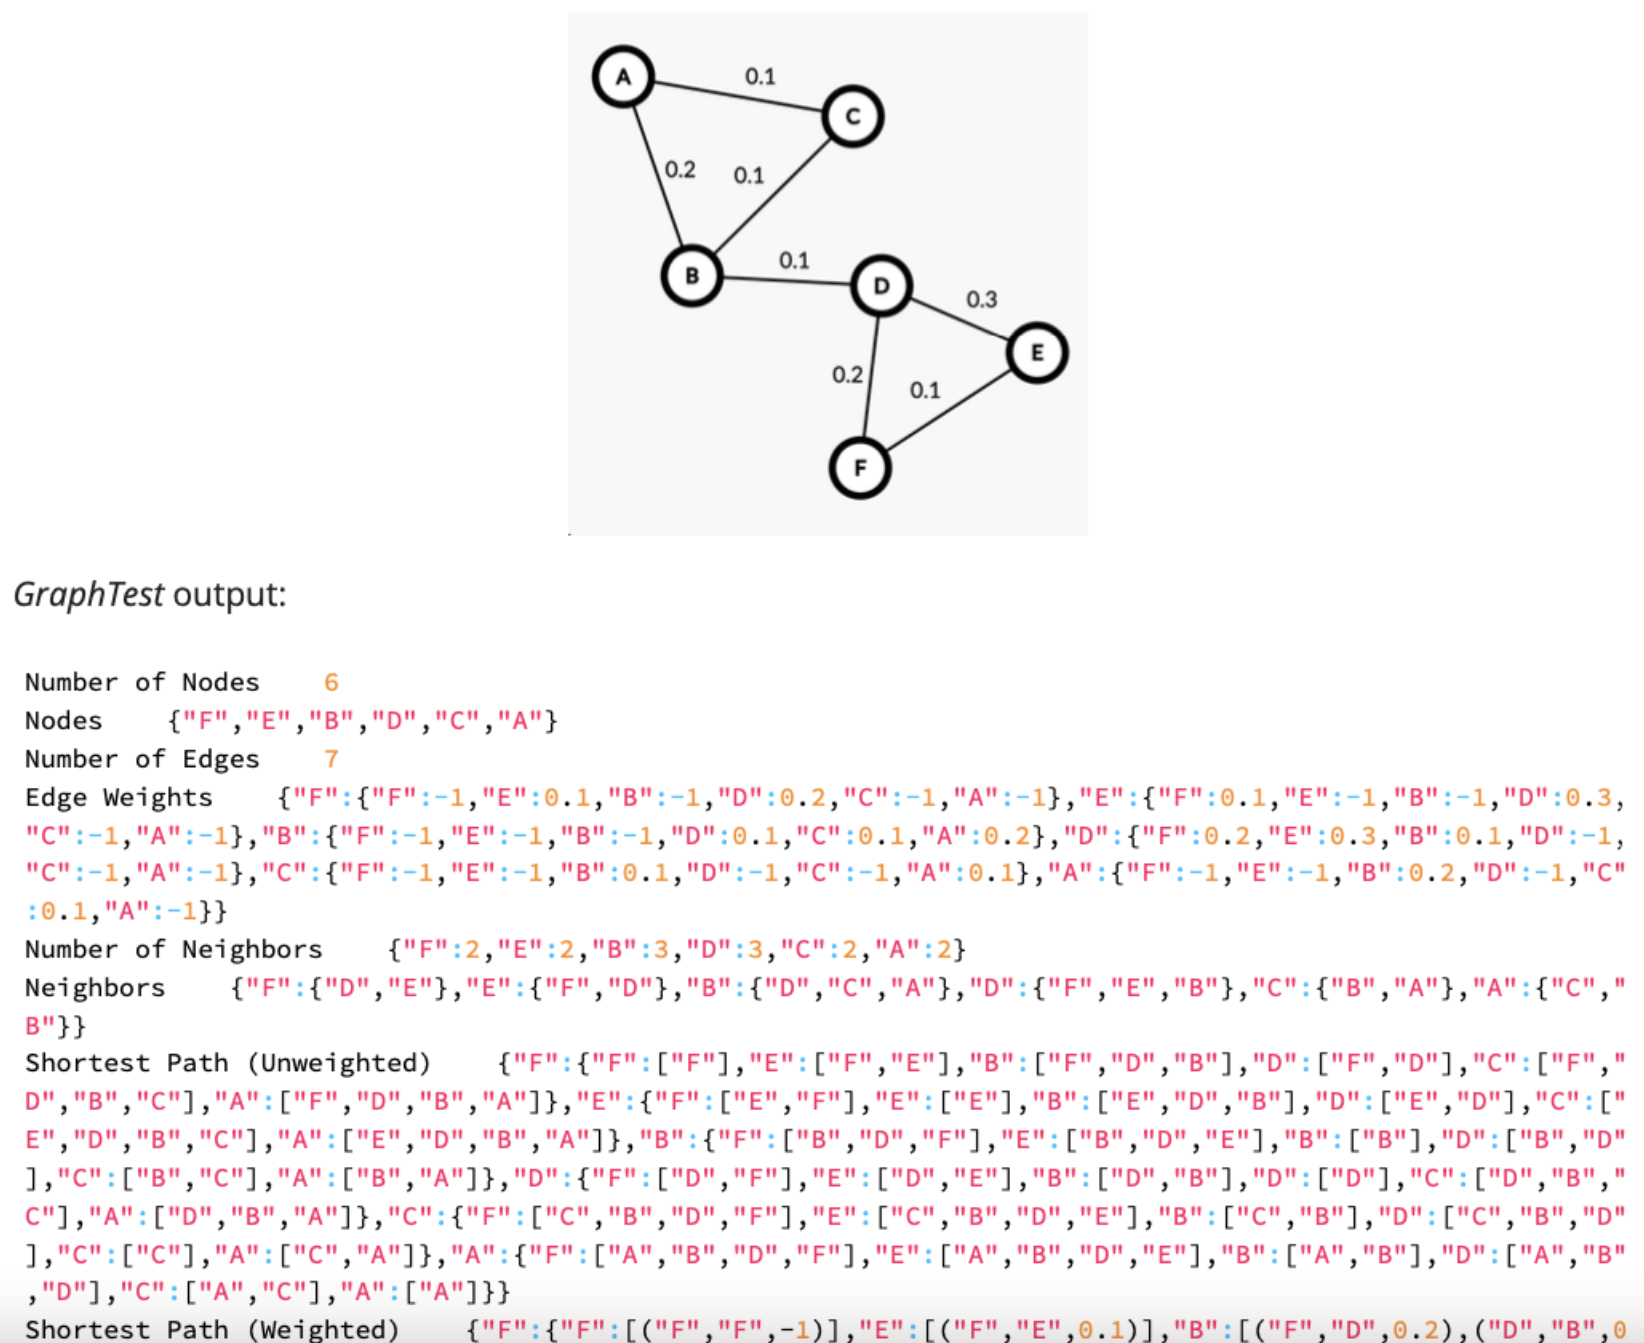 A
0.1
C
0.2
0.1
B
0.1
D
0.3
E
0.2
0.1
F
GraphTest output:
Number of Nodes    6
Nodes    {"F","E","B","D","C","A"}
Number of Edges    7
Edge Weights    {"F":{"F":-1,"E":0.1,"B":-1,"D":0.2,"C":-1,"A":-1},"E":{"F":0.1,"E":-1,"B":-1,"D":0.3,
"C":-1,"A":-1},"B":{"F":-1,"E":-1,"B":-1,"D":0.1,"C":0.1,"A":0.2},"D":{"F":0.2,"E":0.3,"B":0.1,"D":-1,
"C":-1,"A":-1},"C":{"F":-1,"E":-1,"B":0.1,"D":-1,"C":-1,"A":0.1},"A":{"F":-1,"E":-1,"B":0.2,"D":-1,"C"
:0.1,"A":-1}}
Number of Neighbors    {"F":2,"E":2,"B":3,"D":3,"C":2,"A":2}
Neighbors    {"F":{"D","E"},"E":{"F","D"},"B":{"D","C","A"},"D":{"F","E","B"},"C":{"B","A"},"A":{"C","
B"}}
Shortest Path (Unweighted)    {"F":{"F":["F"],"E":["F","E"],"B":["F","D","B"],"D":["F","D"],"C":["F","
D","B","C"],"A":["F","D","B","A"]},"E":{"F":["E","F"],"E":["E"],"B":["E","D","B"],"D":["E","D"],"C":["
E","D","B","C"],"A":["E","D","B","A"]},"B":{"F":["B","D","F"],"E":["B","D","E"],"B":["B"],"D":["B","D"
],"C":["B","C"],"A":["B","A"]},"D":{"F":["D","F"],"E":["D","E"],"B":["D","B"],"D":["D"],"C":["D","B","
C"],"A":["D","B","A"]},"C":{"F":["C","B","D","F"],"E":["C","B","D","E"],"B":["C","B"],"D":["C","B","D"
],"C":["C"],"A":["C","A"]},"A":{"F":["A","B","D","F"],"E":["A","B","D","E"],"B":["A","B"],"D":["A","B"
,"D"],"C":["A","C"],"A":["A"]}}
Shortest Path (Weighted)    {"F":{"F":[("F","F",-1)],"E":[("F","E",0.1)],"B":[("F","D",0.2),("D","B",0